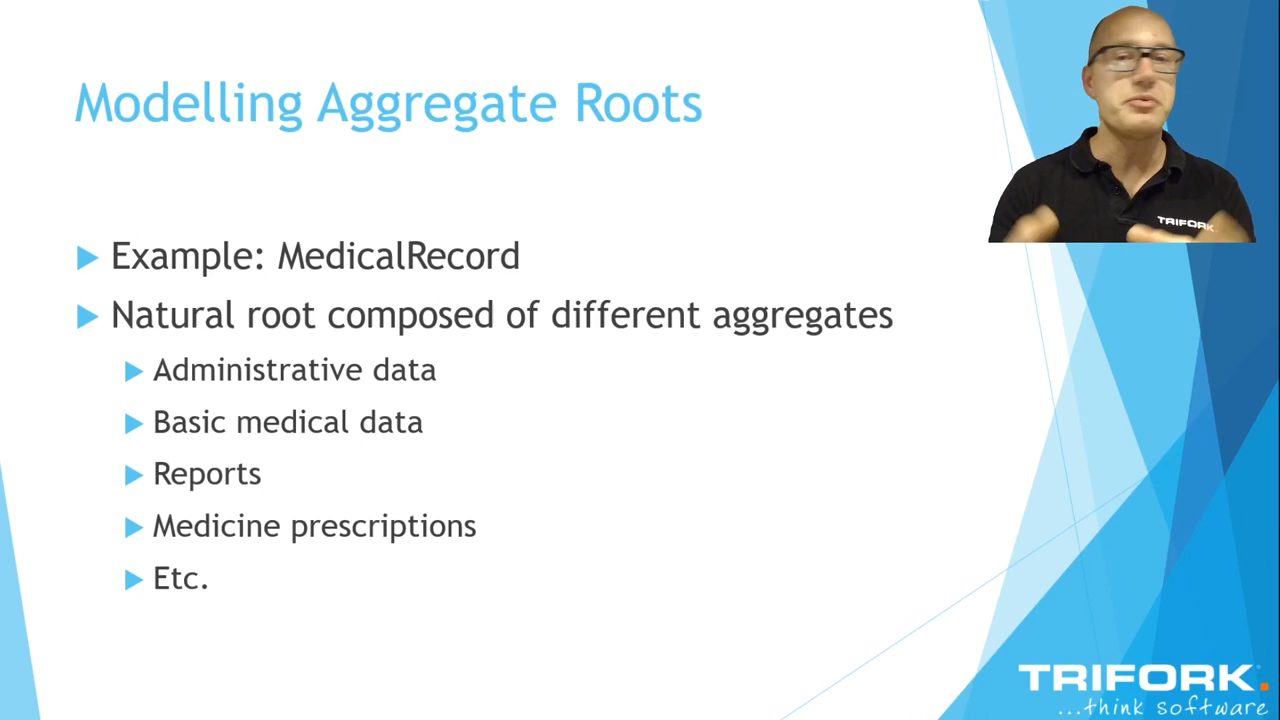 Modelling Aggregate Roots
TRIFORK.
Example: MedicalRecord
Natural root composed of different aggregates
Administrative data
Basic medical data
Reports
Medicine prescriptions
Etc.
TRIFORK.
...think software